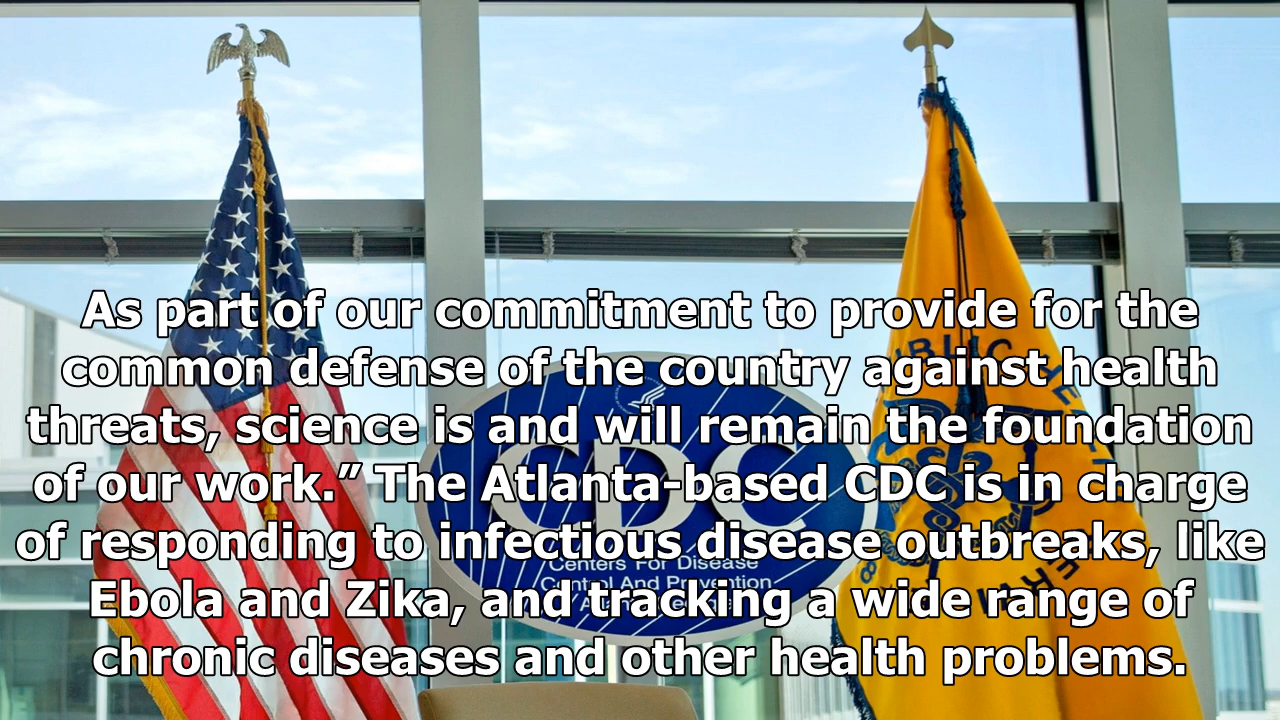 As part of our commitment to provide for the
common defense of the country against health
threats, science is and will remain the foundation
of our work.” The Atlanta-based CDC is in charge
of responding to infectious disease outbreaks, like
Ebola and Zika, and tracking a wide range of
chronic diseases and other health problems.
CDC
Centers For Disease
Control And Prevention